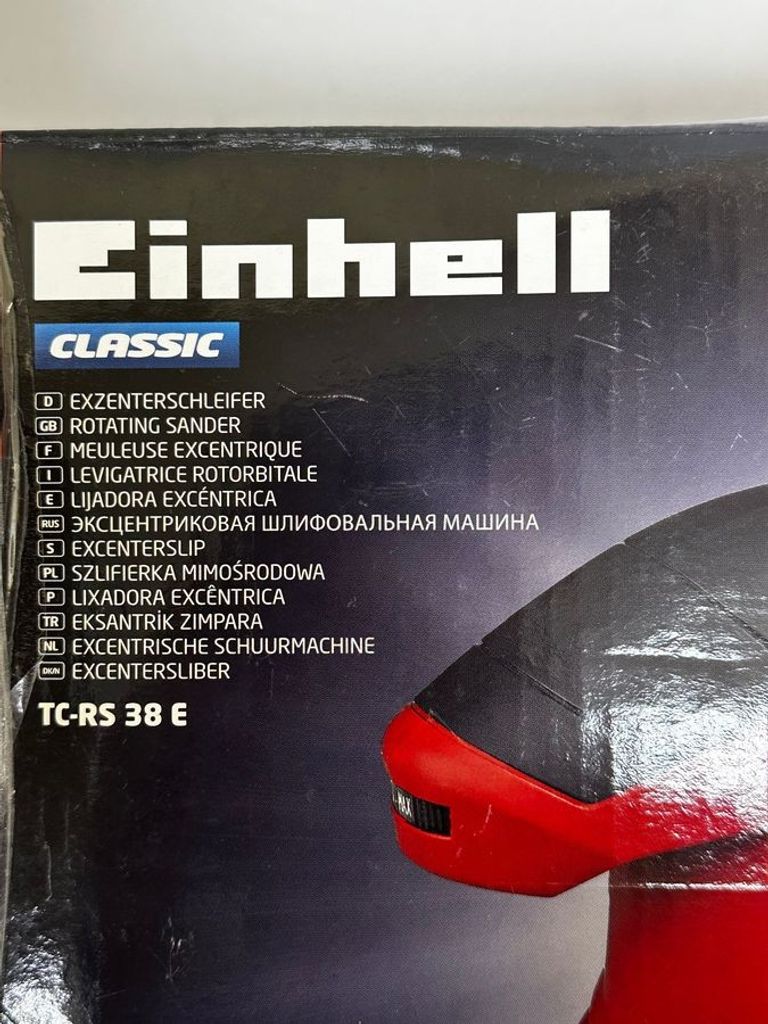 Einhell
CLASSIC
D EXZENTERSCHLEIFER
GB ROTATING SANDER
F MEULEUSE EXCENTRIQUE
I LEVIGATRICE ROTORBITALE
E LIJADORA EXCÉNTRICA
RUS ЭКСЦЕНТРИКОВАЯ ШЛИФОВАЛЬНАЯ МАШИНА
S EXCENTERSLIP
PL SZLIFIERKA MIMOŚRODOWA
P LIXADORA EXCÊNTRICA
TR EKSANTRİK ZIMPARA
NL EXCENTRISCHE SCHUURMACHINE
DK/N EXCENTERSLIBER
TC-RS 38 E
MAX